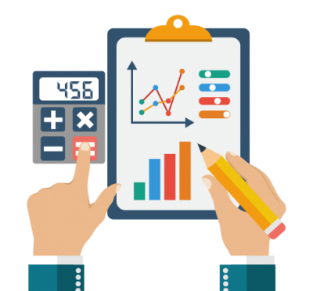 456
+ ×
− =